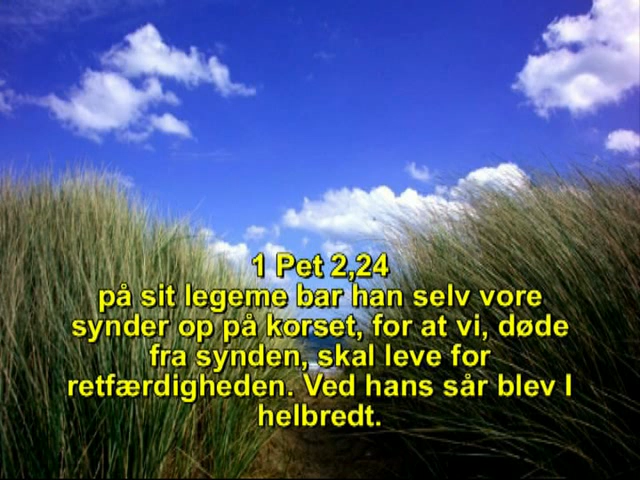 1 Pet 2,24
på sit legeme bar han selv vore
synder op på korset, for at vi, døde
fra synden, skal leve for
retfærdigheden. Ved hans sår blev I
helbredt.